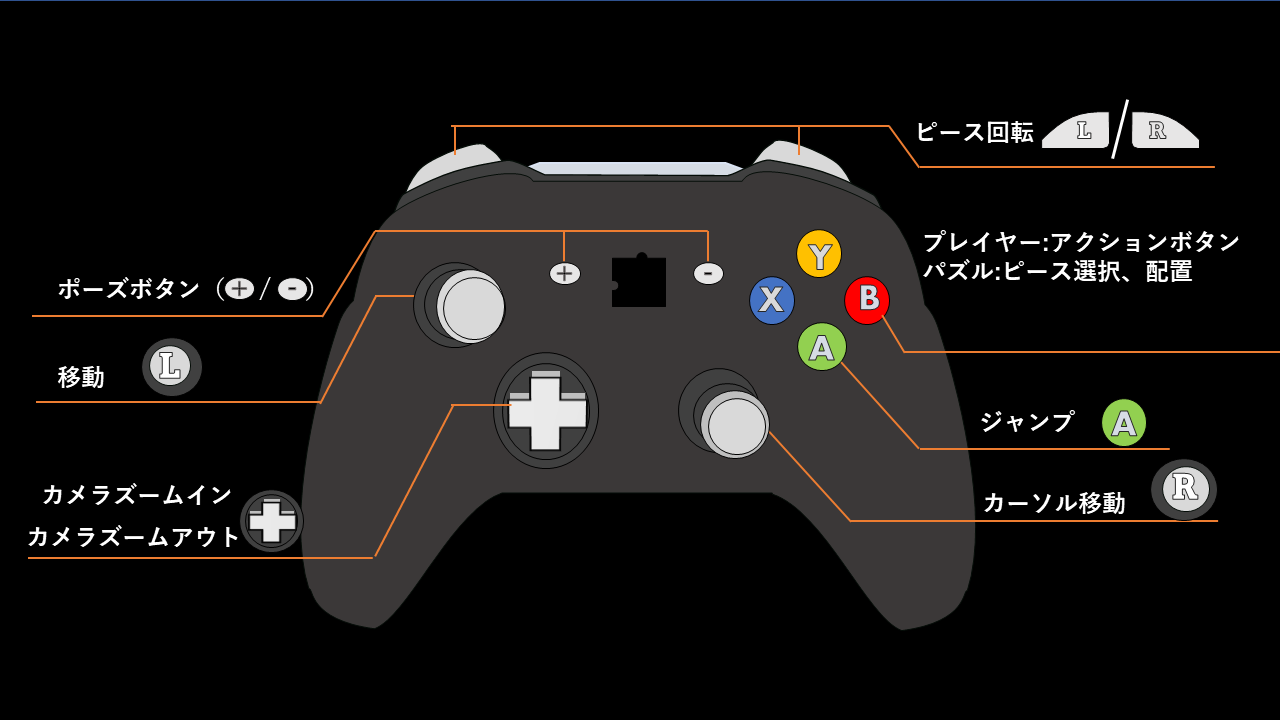 ピース回転 L / R
プレイヤー:アクションボタン
パズル:ピース選択、配置
ポーズボタン（+ / -）
+
-
Y
X
B
A
移動 L
ジャンプ A
カーソル移動 R
カメラズームイン
カメラズームアウト